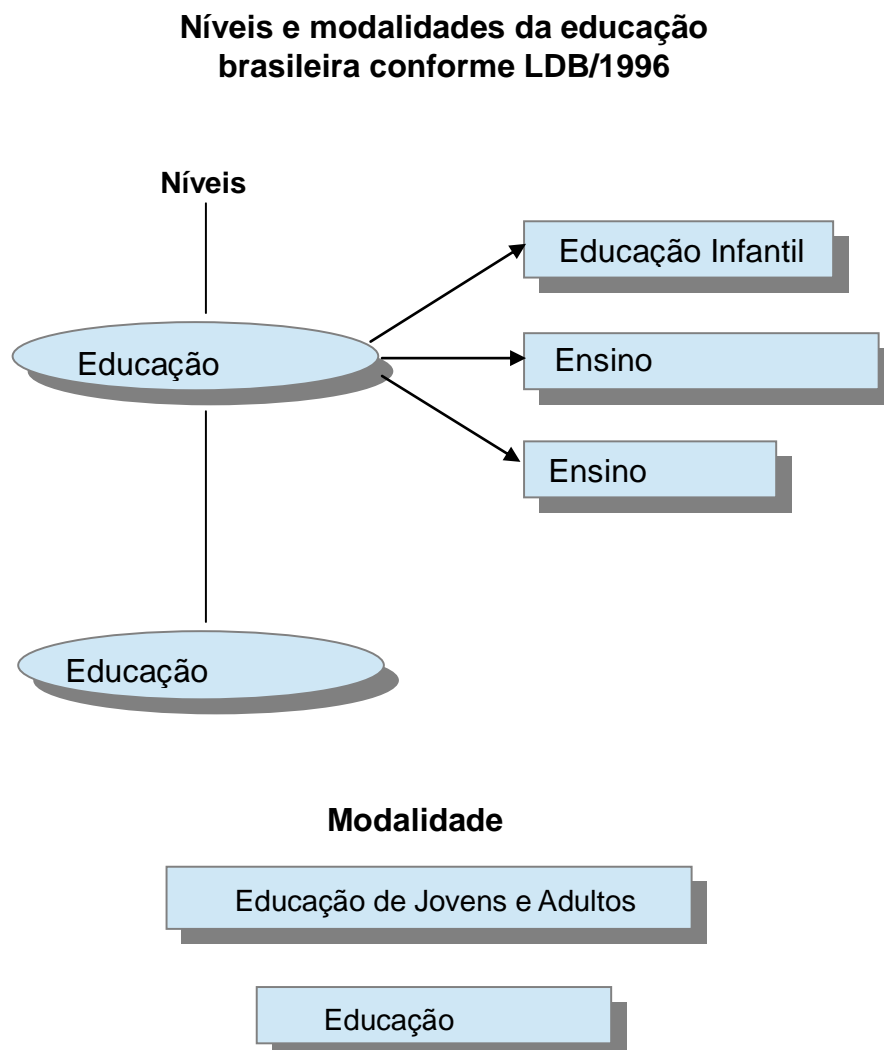 Níveis e modalidades da educação
brasileira conforme LDB/1996
Níveis
Educação Infantil
Educação
Ensino
Ensino
Educação
Modalidade
Educação de Jovens e Adultos
Educação